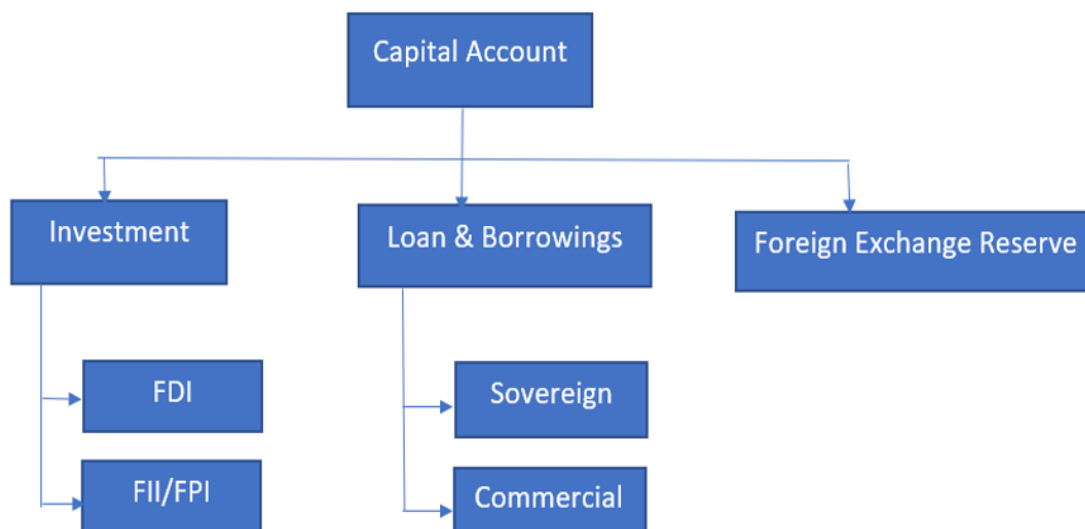 Capital Account
Investment
Loan & Borrowings
Foreign Exchange Reserve
FDI
Sovereign
FII/FPI
Commercial